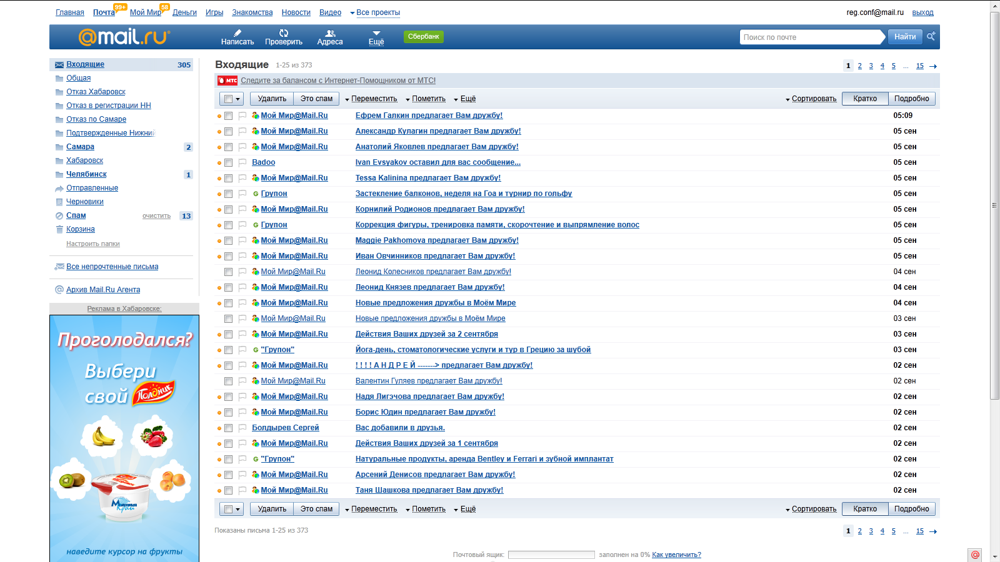 Главная Почта 99+ Мой Мир 58 Деньги Игры Знакомства Новости Видео Все проекты reg.conf@mail.ru выход
@mail.ru® Написать Проверить Адреса Ещё Сбербанк Поиск по почте Найти
Входящие 305
Общая
Отказ Хабаровск
Отказ в регистрации НН
Отказ по Самаре
Подтвержденные Нижний
Самара 2
Хабаровск
Челябинск 1
Отправленные
Черновики
Спам очистить 13
Корзина
Настроить папки
Все непрочтенные письма
Архив Mail.Ru Агента
Реклама в Хабаровске:
Проголодался?
Выбери
свой Полдник
Молочный
Край
наведите курсор на фрукты
Входящие 1-25 из 373 1 2 3 4 5 ... 15
МТС Следите за балансом с Интернет-Помощником от МТС!
Удалить Это спам Переместить Пометить Ещё Сортировать Кратко Подробно
Мой Мир@Mail.Ru Ефрем Галкин предлагает Вам дружбу! 05:09
Мой Мир@Mail.Ru Александр Кулагин предлагает Вам дружбу! 05 сен
Мой Мир@Mail.Ru Анатолий Яковлев предлагает Вам дружбу! 05 сен
Badoo Ivan Evsyakov оставил для вас сообщение... 05 сен
Мой Мир@Mail.Ru Tessa Kalinina предлагает Вам дружбу! 05 сен
G Групон Застекление балконов, неделя на Гоа и турнир по гольфу 05 сен
Мой Мир@Mail.Ru Корнилий Родионов предлагает Вам дружбу! 05 сен
G Групон Коррекция фигуры, тренировка памяти, скорочтение и выпрямление волос 05 сен
Мой Мир@Mail.Ru Maggie Pakhomova предлагает Вам дружбу! 05 сен
Мой Мир@Mail.Ru Иван Овчинников предлагает Вам дружбу! 05 сен
Мой Мир@Mail.Ru Леонид Колесников предлагает Вам дружбу! 04 сен
Мой Мир@Mail.Ru Леонид Князев предлагает Вам дружбу! 04 сен
Мой Мир@Mail.Ru Новые предложения дружбы в Моём Мире 04 сен
Мой Мир@Mail.Ru Новые предложения дружбы в Моём Мире 03 сен
Мой Мир@Mail.Ru Действия Ваших друзей за 2 сентября 03 сен
G "Групон" Йога-день, стоматологические услуги и тур в Грецию за шубой 03 сен
Мой Мир@Mail.Ru ! ! ! ! А Н Д Р Е Й -------> предлагает Вам дружбу! 02 сен
Мой Мир@Mail.Ru Валентин Гуляев предлагает Вам дружбу! 02 сен
Мой Мир@Mail.Ru Надя Лигэчова предлагает Вам дружбу! 02 сен
Мой Мир@Mail.Ru Борис Юдин предлагает Вам дружбу! 02 сен
Болдырев Сергей Вас добавили в друзья. 02 сен
Мой Мир@Mail.Ru Действия Ваших друзей за 1 сентября 02 сен
G "Групон" Натуральные продукты, аренда Bentley и Ferrari и зубной имплантат 02 сен
Мой Мир@Mail.Ru Арсений Денисов предлагает Вам дружбу! 02 сен
Мой Мир@Mail.Ru Таня Шашкова предлагает Вам дружбу! 02 сен
Удалить Это спам Переместить Пометить Ещё Сортировать Кратко Подробно
Показаны письма 1-25 из 373 1 2 3 4 5 ... 15
Почтовый ящик: заполнен на 0% Как увеличить?